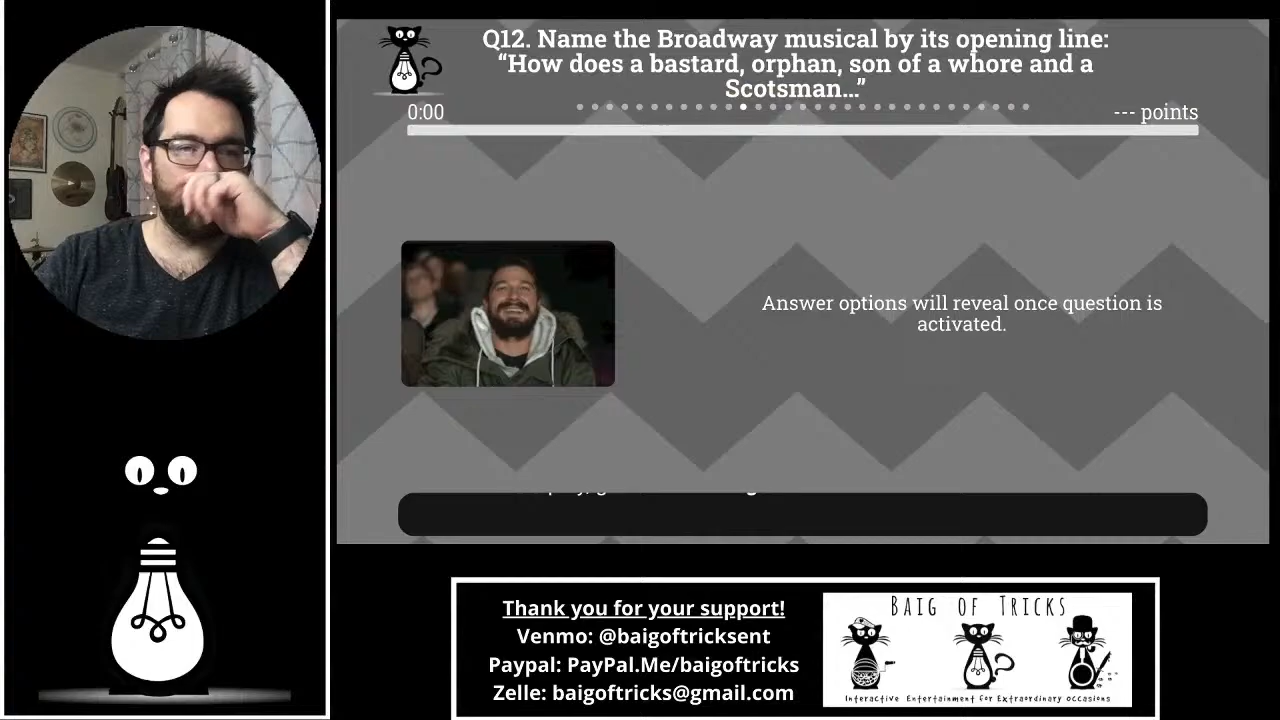 Q12. Name the Broadway musical by its opening line:
“How does a bastard, orphan, son of a whore and a
Scotsman...”
0:00
--- points
Answer options will reveal once question is
activated.
Thank you for your support!
Venmo: @baigoftricksent
Paypal: PayPal.Me/baigoftricks
Zelle: baigoftricks@gmail.com
BAIG OF TRICKS
Interactive Entertainment for Extraordinary occasions